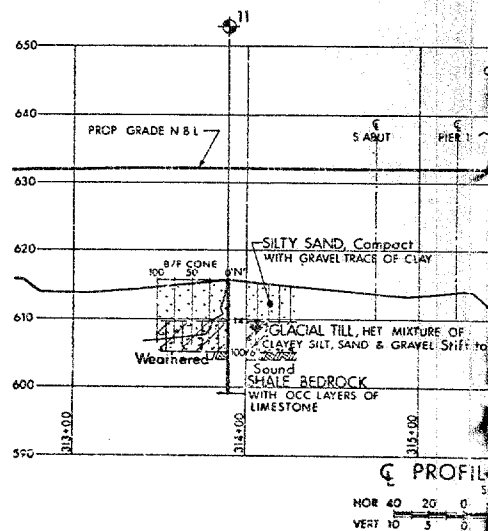 11
650
640
PROP GRADE N B L
℄
S ABUT
℄
PIER 1
630
620
B/F CONE
100 50 0 'N'
SILTY SAND, Compact
WITH GRAVEL TRACE OF CLAY
610
GLACIAL TILL, HET MIXTURE OF
CLAYEY SILT, SAND & GRAVEL Stiff to
Weathered
100/6
Sound
600
SHALE BEDROCK
WITH OCC LAYERS OF
LIMESTONE
590
313+00
314+00
315+00
℄ PROFIL
S
HOR 40 20 0
VERT 10 5 0